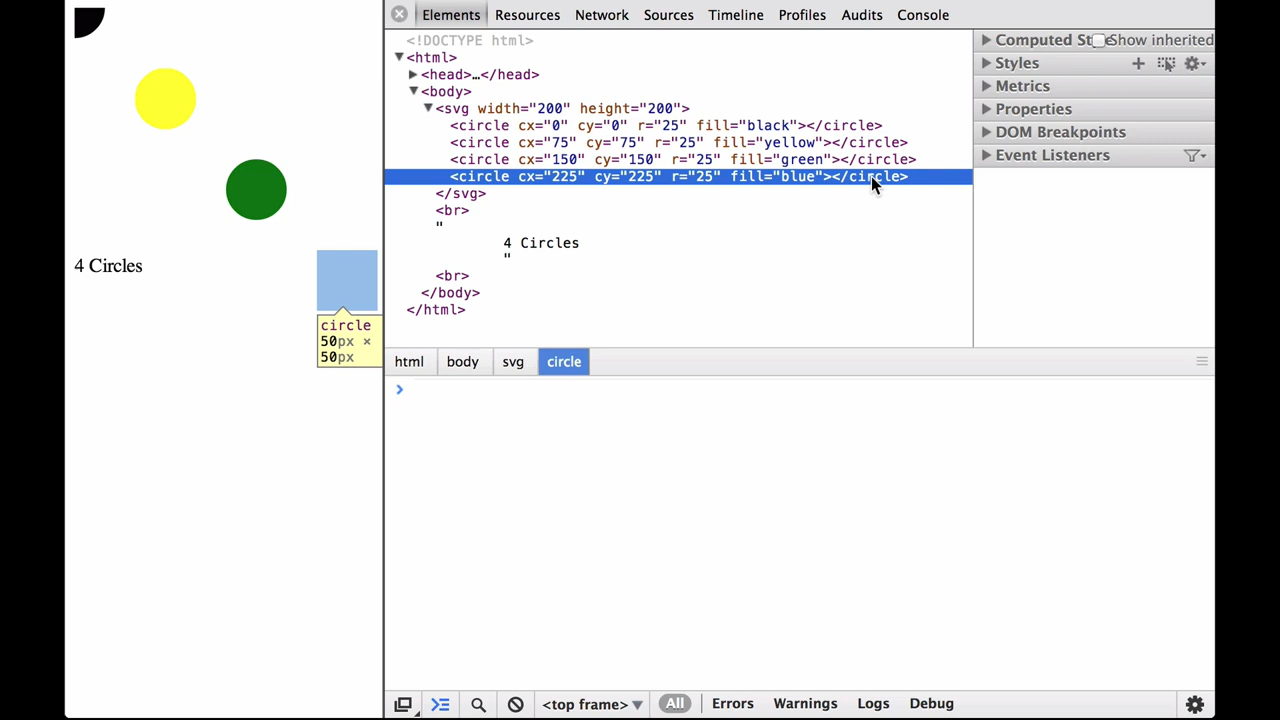 Elements Resources Network Sources Timeline Profiles Audits Console
<!DOCTYPE html>
<html>
<head>…</head>
<body>
<svg width="200" height="200">
<circle cx="0" cy="0" r="25" fill="black"></circle>
<circle cx="75" cy="75" r="25" fill="yellow"></circle>
<circle cx="150" cy="150" r="25" fill="green"></circle>
<circle cx="225" cy="225" r="25" fill="blue"></circle>
</svg>
<br>
"
4 Circles
"
<br>
</body>
</html>
Computed Sty Show inherited
Styles
Metrics
Properties
DOM Breakpoints
Event Listeners
4 Circles
circle
50px ×
50px
html body svg circle
<top frame> All Errors Warnings Logs Debug